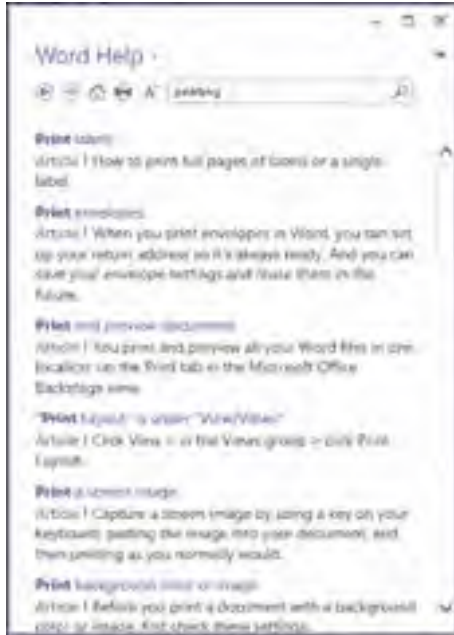 Word Help
printing
Print labels
Article | How to print full pages of labels or a single
label.
Print envelopes
Article | When you print envelopes in Word, you can set
up your return address so it's always ready. And you can
save your envelope settings and reuse them in the
future.
Print and preview documents
Article | You print and preview all your Word files in one
location: on the Print tab in the Microsoft Office
Backstage view.
"Print Layout" is under "View/Views"
Article | Click View > in the Views group > click Print
Layout.
Print a screen image
Article | Capture a screen image by using a key on your
keyboard, pasting the image into your document, and
then printing as you normally would.
Print background color or image
Article | Before you print a document with a background
color or image, first check these settings.